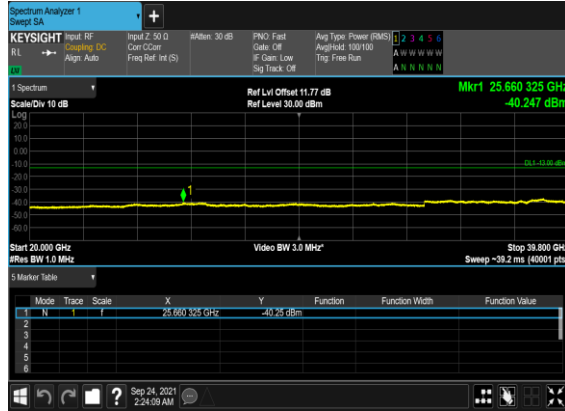 Spectrum Analyzer 1
Swept SA
KEYSIGHT Input: RF Input Z: 50 Ω #Atten: 30 dB PNO: Fast Avg Type: Power (RMS) 1 2 3 4 5 6
RL Coupling: DC Corr CCorr Gate: Off Avg|Hold: 100/100 A W W W W W
Align: Auto Freq Ref: Int (S) IF Gain: Low Trig: Free Run
Sig Track: Off A N N N N N
1 Spectrum
Ref Lvl Offset 11.77 dB Mkr1 25.660 325 GHz
Scale/Div 10 dB Ref Level 30.00 dBm -40.247 dBm
Log
20.0
10.0
0.00
-10.0
DL1 -13.00 dBm
-20.0
-30.0
1
-40.0
-50.0
-60.0
Start 20.000 GHz Video BW 3.0 MHz* Stop 39.800 GHz
#Res BW 1.0 MHz Sweep ~39.2 ms (40001 pts)
5 Marker Table
Mode Trace Scale X Y Function Function Width Function Value
1 N 1 f 25.660 325 GHz -40.25 dBm
2
3
4
5
6
? Sep 24, 2021
2:24:09 AM